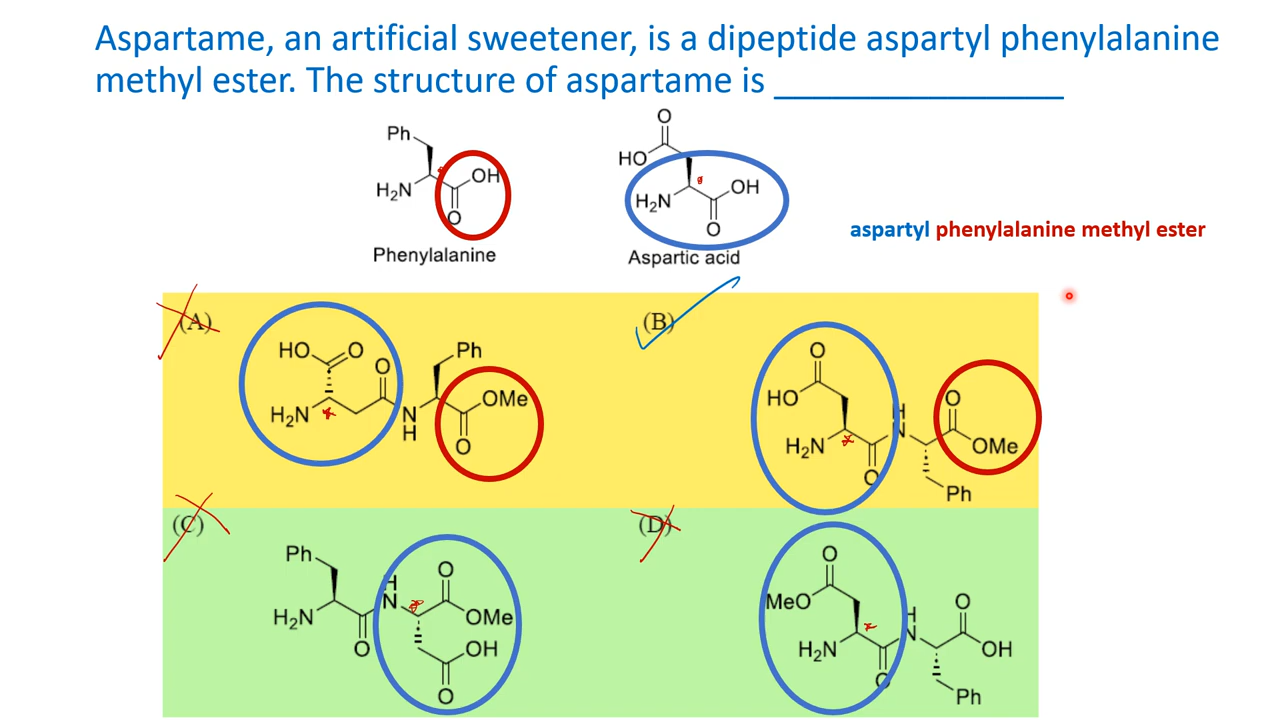 Aspartame, an artificial sweetener, is a dipeptide aspartyl phenylalanine
methyl ester. The structure of aspartame is ________________
Ph
H₂N
OH
O
Phenylalanine
O
HO
H₂N
OH
O
Aspartic acid
aspartyl phenylalanine methyl ester
(A)
HO
O
O
Ph
H₂N
N
H
OMe
O
(B)
O
HO
H₂N
O
H
N
O
OMe
Ph
(C)
Ph
H₂N
O
H
N
O
OMe
OH
O
(D)
O
MeO
H₂N
O
H
N
O
OH
Ph